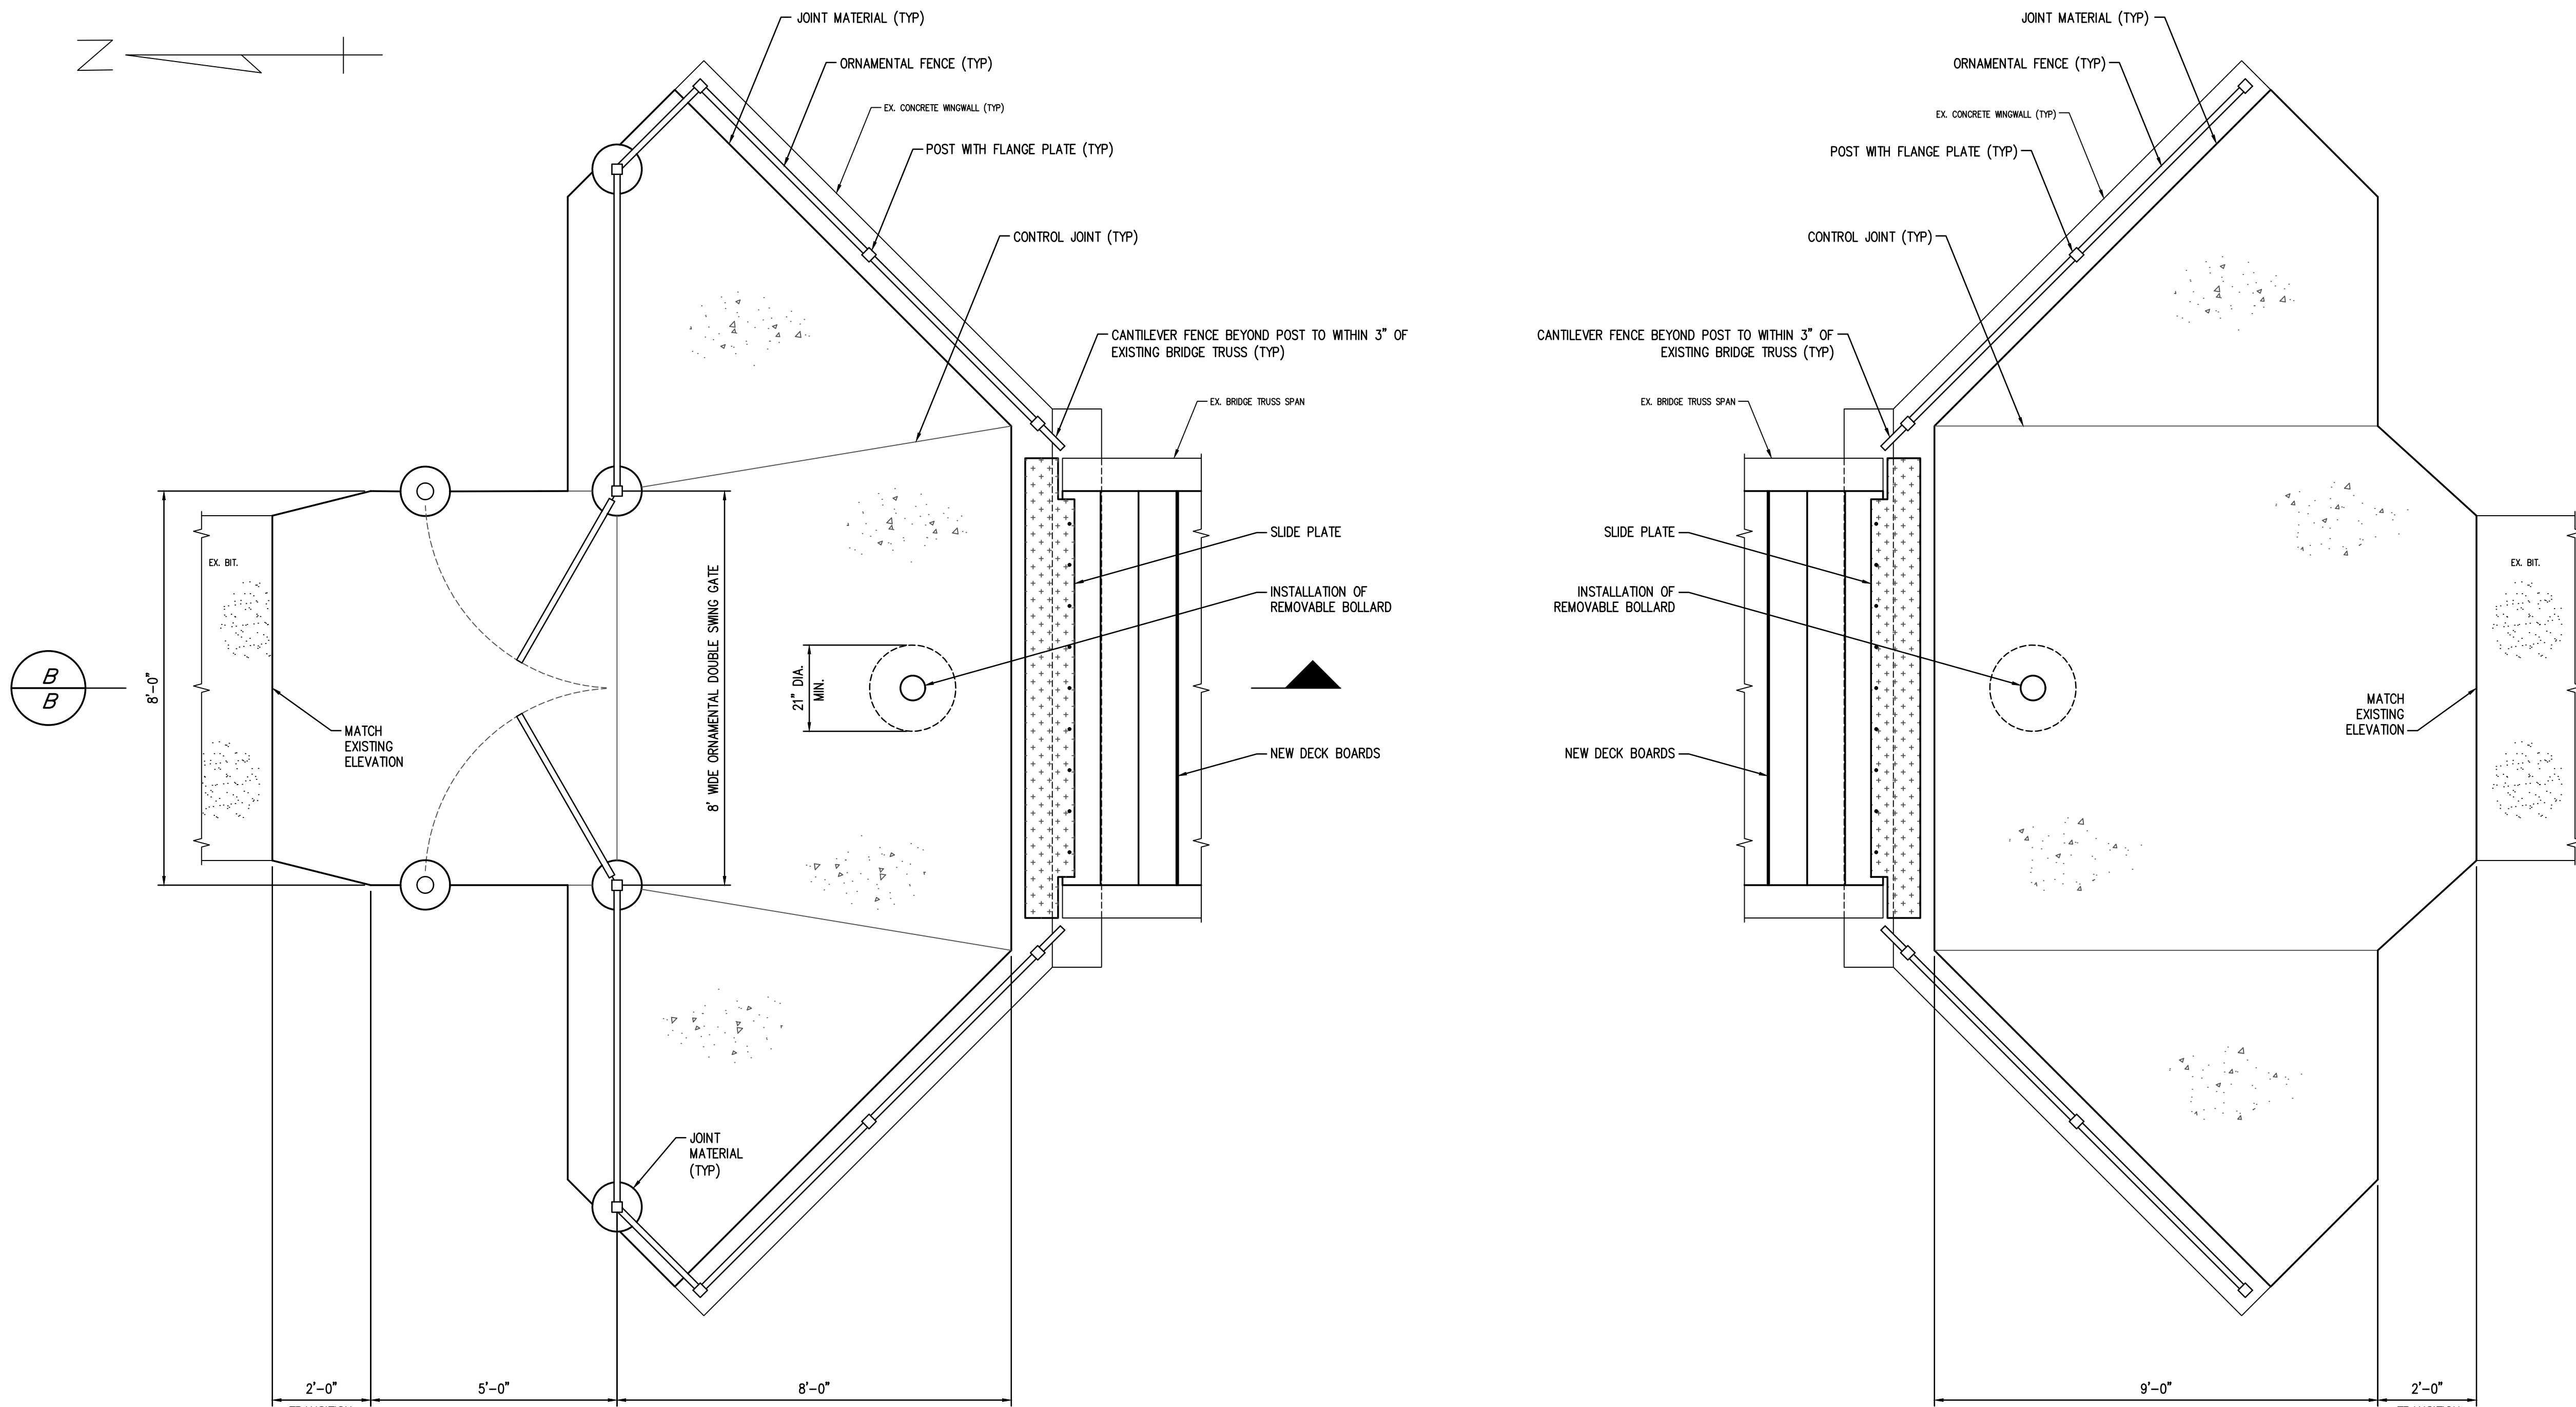 N
JOINT MATERIAL (TYP)
ORNAMENTAL FENCE (TYP)
EX. CONCRETE WINGWALL (TYP)
POST WITH FLANGE PLATE (TYP)
CONTROL JOINT (TYP)
CANTILEVER FENCE BEYOND POST TO WITHIN 3" OF
EXISTING BRIDGE TRUSS (TYP)
EX. BRIDGE TRUSS SPAN
SLIDE PLATE
INSTALLATION OF
REMOVABLE BOLLARD
NEW DECK BOARDS
EX. BIT.
8'-0"
B
B
MATCH
EXISTING
ELEVATION
8' WIDE ORNAMENTAL DOUBLE SWING GATE
21" DIA.
MIN.
JOINT
MATERIAL
(TYP)
2'-0"
TRANSITION
5'-0"
8'-0"
JOINT MATERIAL (TYP)
ORNAMENTAL FENCE (TYP)
EX. CONCRETE WINGWALL (TYP)
POST WITH FLANGE PLATE (TYP)
CONTROL JOINT (TYP)
CANTILEVER FENCE BEYOND POST TO WITHIN 3" OF
EXISTING BRIDGE TRUSS (TYP)
EX. BRIDGE TRUSS SPAN
SLIDE PLATE
INSTALLATION OF
REMOVABLE BOLLARD
NEW DECK BOARDS
EX. BIT.
MATCH
EXISTING
ELEVATION
9'-0"
2'-0"
TRANSITION